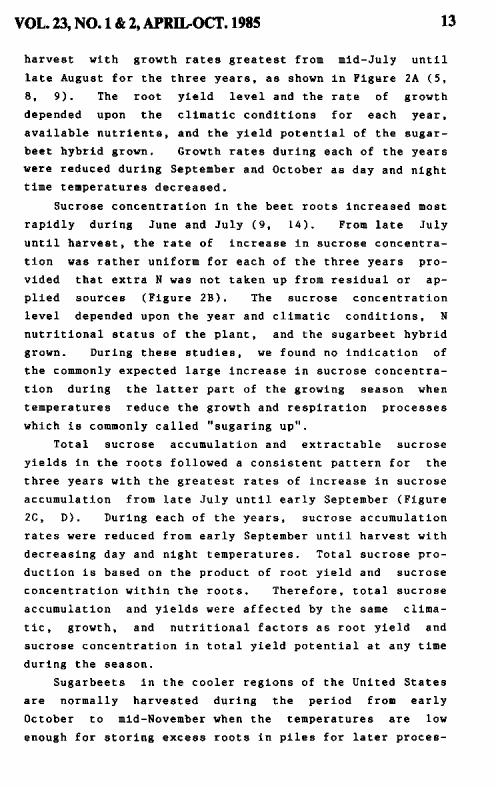 VOL. 23, NO. 1 & 2, APRIL-OCT. 1985 13
harvest with growth rates greatest from mid-July until
late August for the three years, as shown in Figure 2A (5,
8, 9). The root yield level and the rate of growth
depended upon the climatic conditions for each year,
available nutrients, and the yield potential of the sugar-
beet hybrid grown. Growth rates during each of the years
were reduced during September and October as day and night
time temperatures decreased.
Sucrose concentration in the beet roots increased most
rapidly during June and July (9, 14). From late July
until harvest, the rate of increase in sucrose concentra-
tion was rather uniform for each of the three years pro-
vided that extra N was not taken up from residual or ap-
plied sources (Figure 2B). The sucrose concentration
level depended upon the year and climatic conditions, N
nutritional status of the plant, and the sugarbeet hybrid
grown. During these studies, we found no indication of
the commonly expected large increase in sucrose concentra-
tion during the latter part of the growing season when
temperatures reduce the growth and respiration processes
which is commonly called "sugaring up".
Total sucrose accumulation and extractable sucrose
yields in the roots followed a consistent pattern for the
three years with the greatest rates of increase in sucrose
accumulation from late July until early September (Figure
2C, D). During each of the years, sucrose accumulation
rates were reduced from early September until harvest with
decreasing day and night temperatures. Total sucrose pro-
duction is based on the product of root yield and sucrose
concentration within the roots. Therefore, total sucrose
accumulation and yields were affected by the same clima-
tic, growth, and nutritional factors as root yield and
sucrose concentration in total yield potential at any time
during the season.
Sugarbeets in the cooler regions of the United States
are normally harvested during the period from early
October to mid-November when the temperatures are low
enough for storing excess roots in piles for later proces-